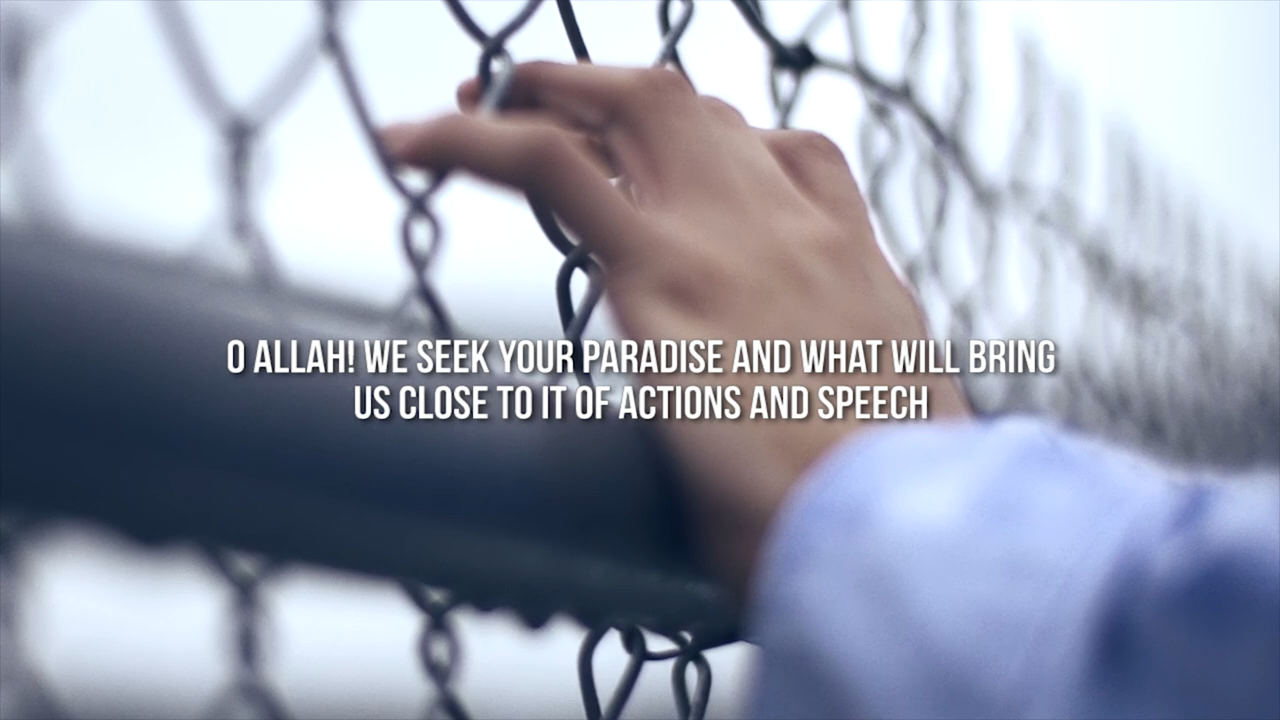 O ALLAH! WE SEEK YOUR PARADISE AND WHAT WILL BRING
US CLOSE TO IT OF ACTIONS AND SPEECH